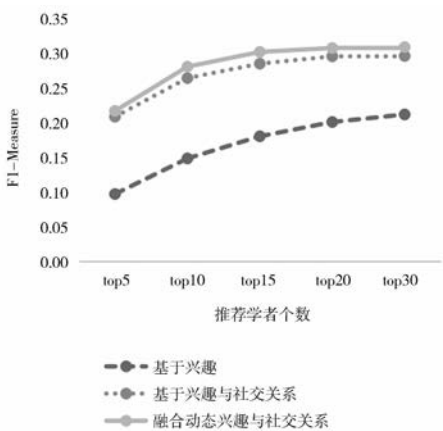 0.35
0.30
0.25
0.20
0.15
0.10
0.05
0.00
F1-Measure
top5 top10 top15 top20 top30
推荐学者个数
基于兴趣
基于兴趣与社交关系
融合动态兴趣与社交关系